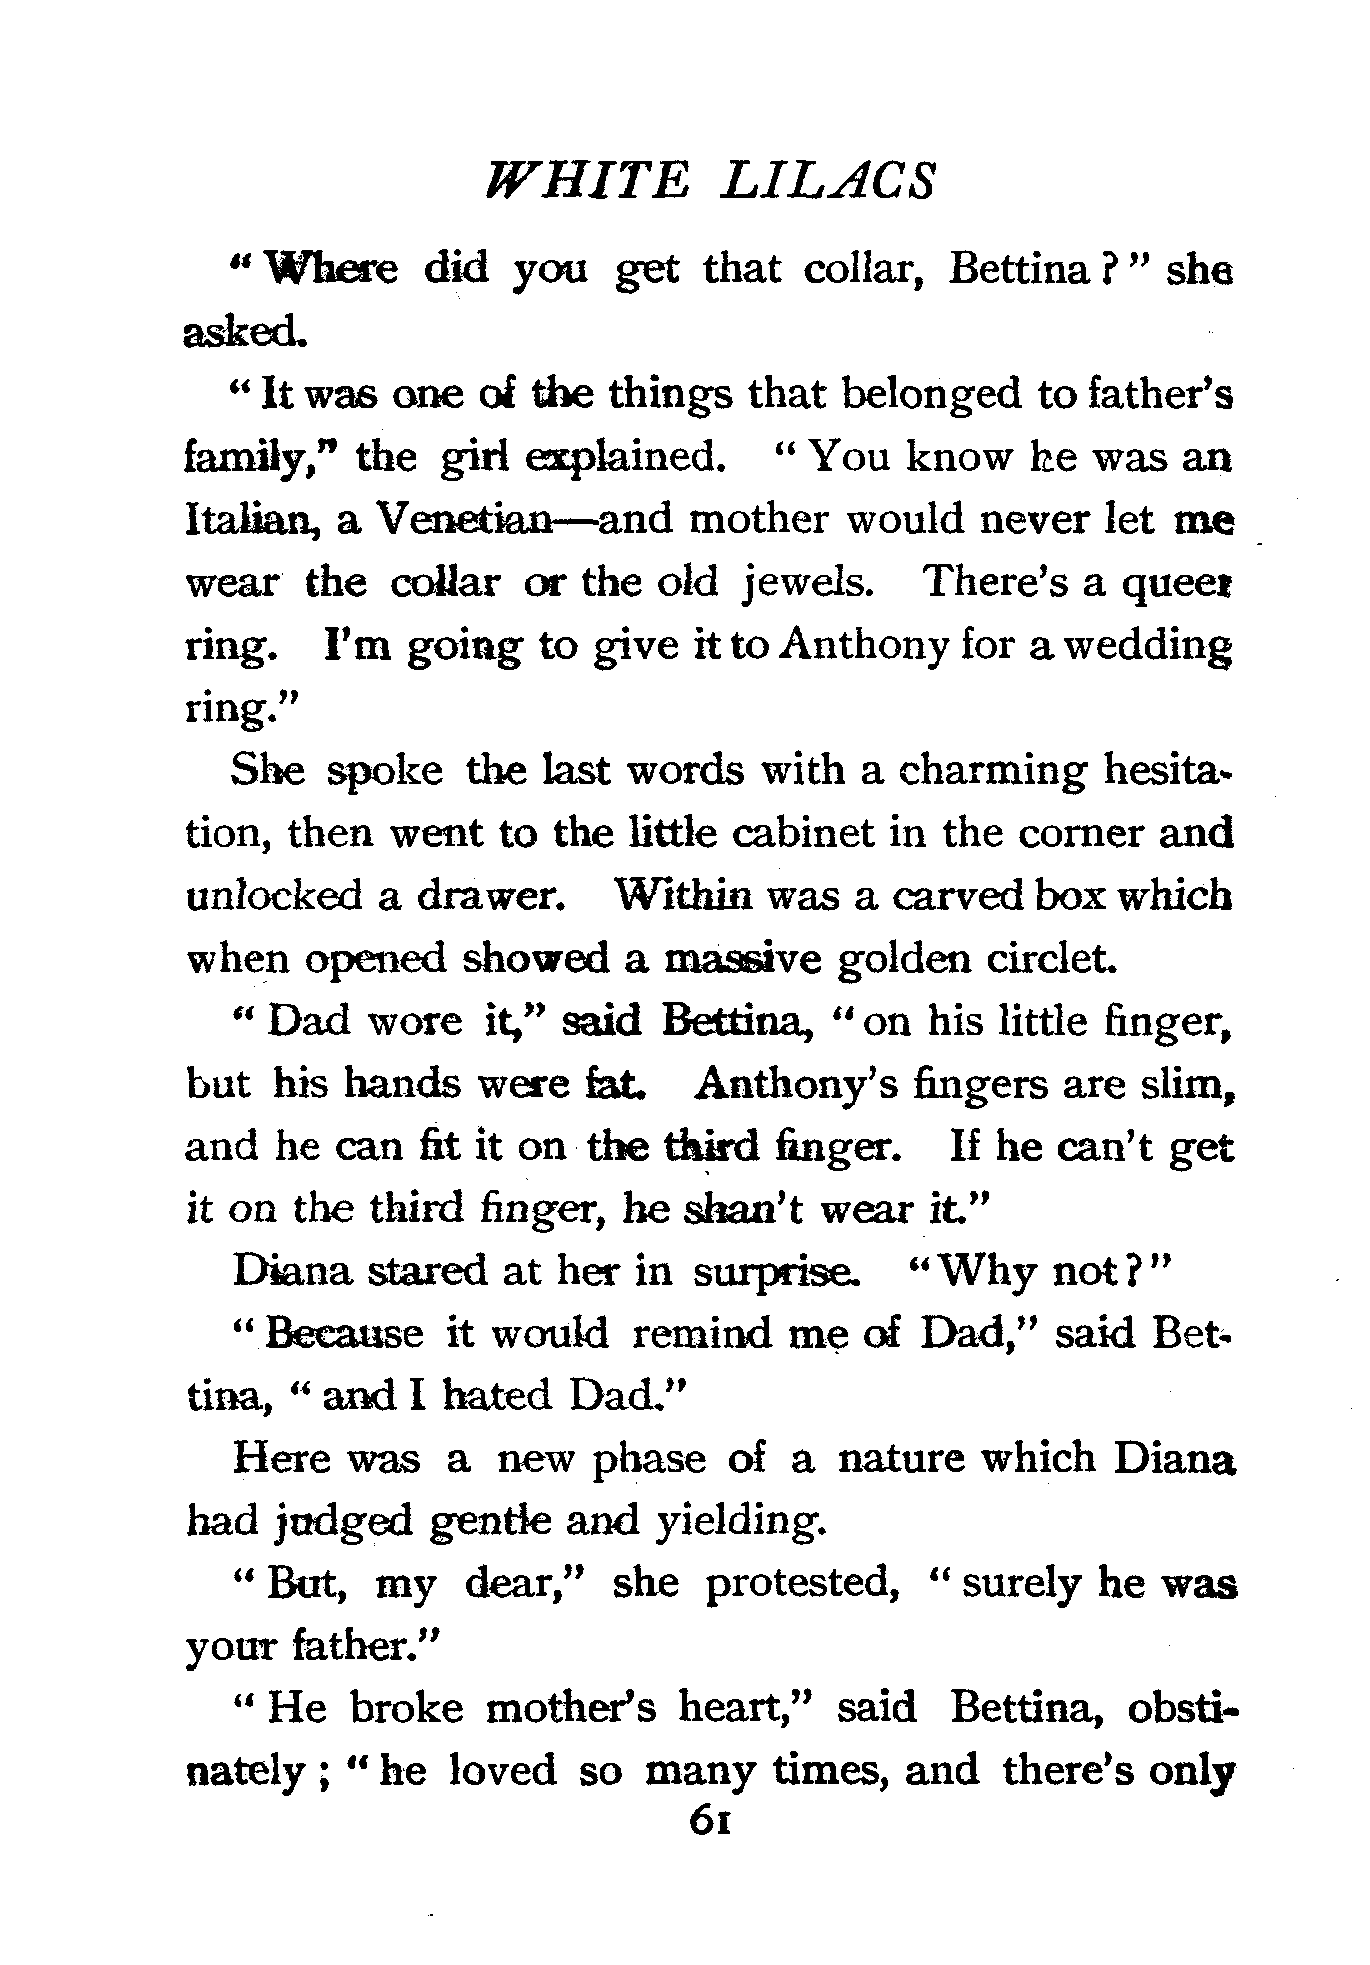 WHITE LILACS
“ Where did you get that collar, Bettina ? ” she
asked.
“ It was one of the things that belonged to father’s
family,” the girl explained. “ You know he was an
Italian, a Venetian—and mother would never let me
wear the collar or the old jewels. There’s a queer
ring. I’m going to give it to Anthony for a wedding
ring.”
She spoke the last words with a charming hesita-
tion, then went to the little cabinet in the corner and
unlocked a drawer. Within was a carved box which
when opened showed a massive golden circlet.
“ Dad wore it,” said Bettina, “ on his little finger,
but his hands were fat. Anthony’s fingers are slim,
and he can fit it on the third finger. If he can’t get
it on the third finger, he shan’t wear it.”
Diana stared at her in surprise. “ Why not ? ”
“ Because it would remind me of Dad,” said Bet-
tina, “ and I hated Dad.”
Here was a new phase of a nature which Diana
had judged gentle and yielding.
“ But, my dear,” she protested, “ surely he was
your father.”
“ He broke mother’s heart,” said Bettina, obsti-
nately ; “ he loved so many times, and there’s only
61